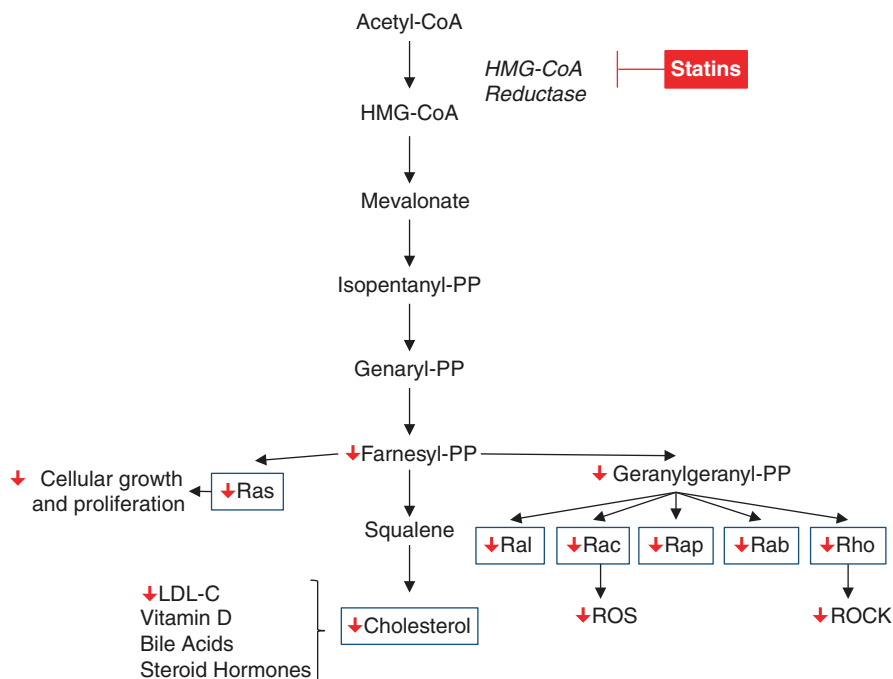 Acetyl-CoA
HMG-CoA
Reductase
Statins
HMG-CoA
Mevalonate
Isopentanyl-PP
Genaryl-PP
Farnesyl-PP
Geranylgeranyl-PP
Cellular growth
and proliferation
Ras
Squalene
Ral
Rac
Rap
Rab
Rho
ROS
ROCK
LDL-C
Vitamin D
Bile Acids
Steroid Hormones
Cholesterol